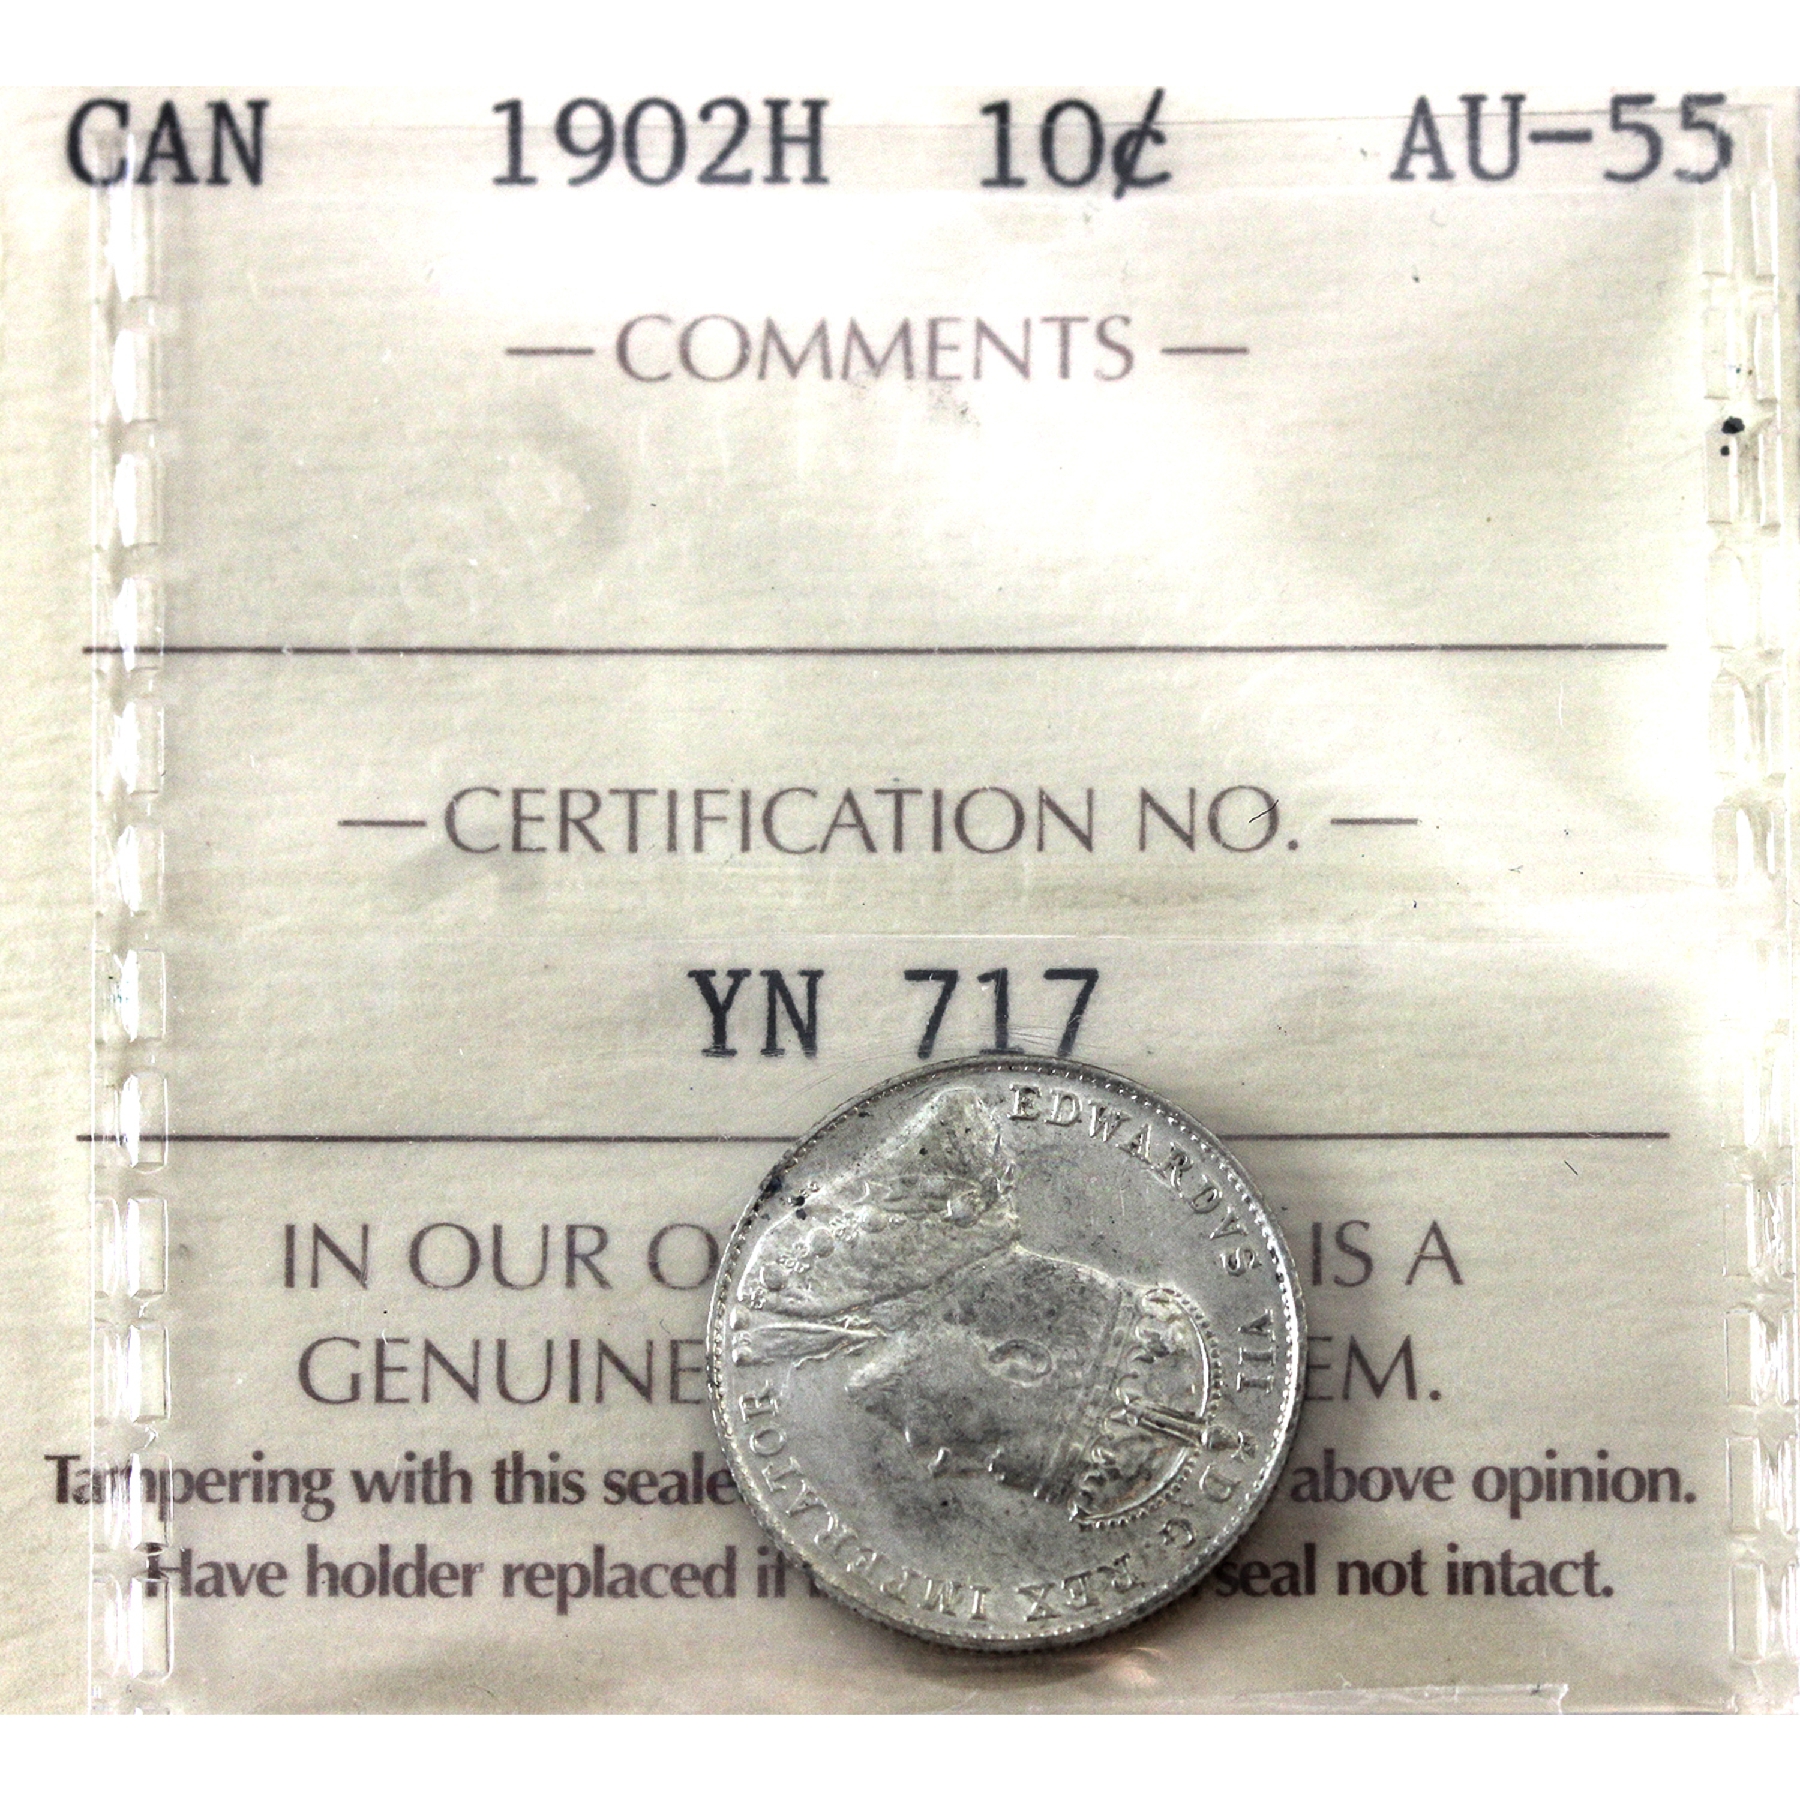 CAN 1902H 10¢ AU-55
— COMMENTS —
— CERTIFICATION NO. —
YN 717
IN OUR O IS A
GENUINE EM.
Tampering with this seale above opinion.
Have holder replaced if seal not intact.
EDWARDVS VII D: G: REX IMPERATOR